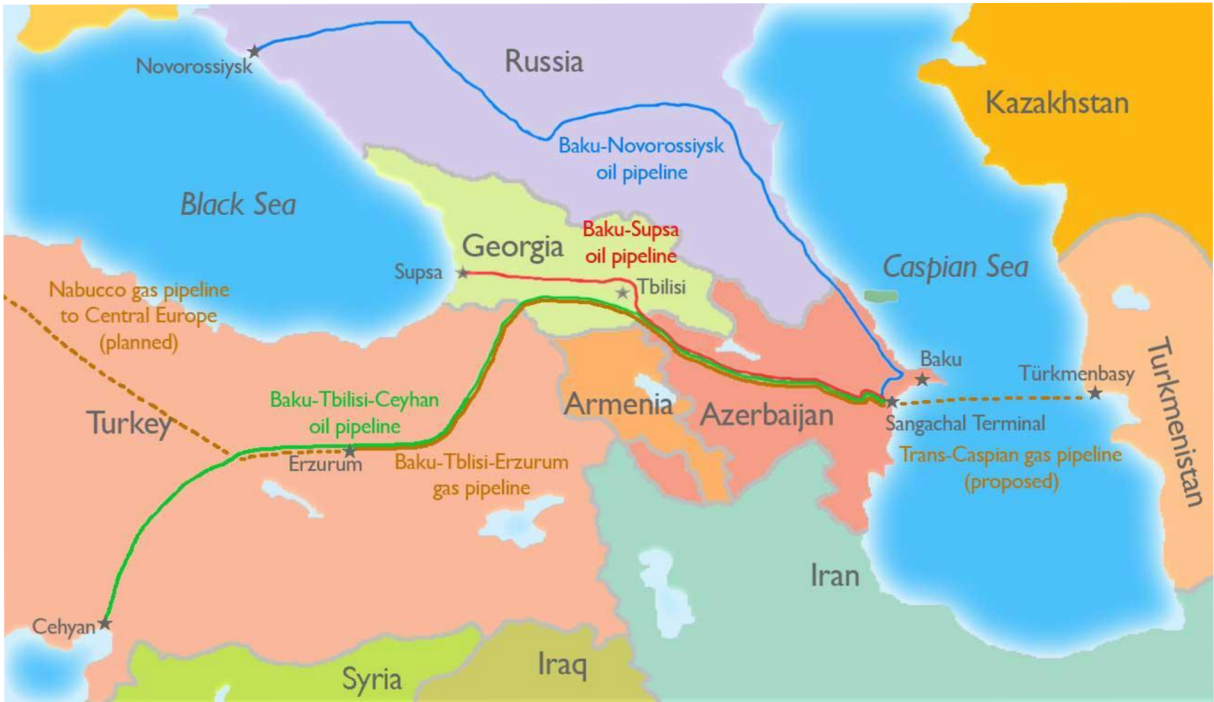 Novorossiysk
Russia
Kazakhstan
Baku-Novorossiysk
oil pipeline
Black Sea
Georgia
Baku-Supsa
oil pipeline
Supsa
Tbilisi
Caspian Sea
Nabucco gas pipeline
to Central Europe
(planned)
Baku
Türkmenbasy
Turkmenistan
Turkey
Baku-Tbilisi-Ceyhan
oil pipeline
Armenia
Azerbaijan
Sangachal Terminal
Erzurum
Baku-Tblisi-Erzurum
gas pipeline
Trans-Caspian gas pipeline
(proposed)
Iran
Cehyan
Syria
Iraq